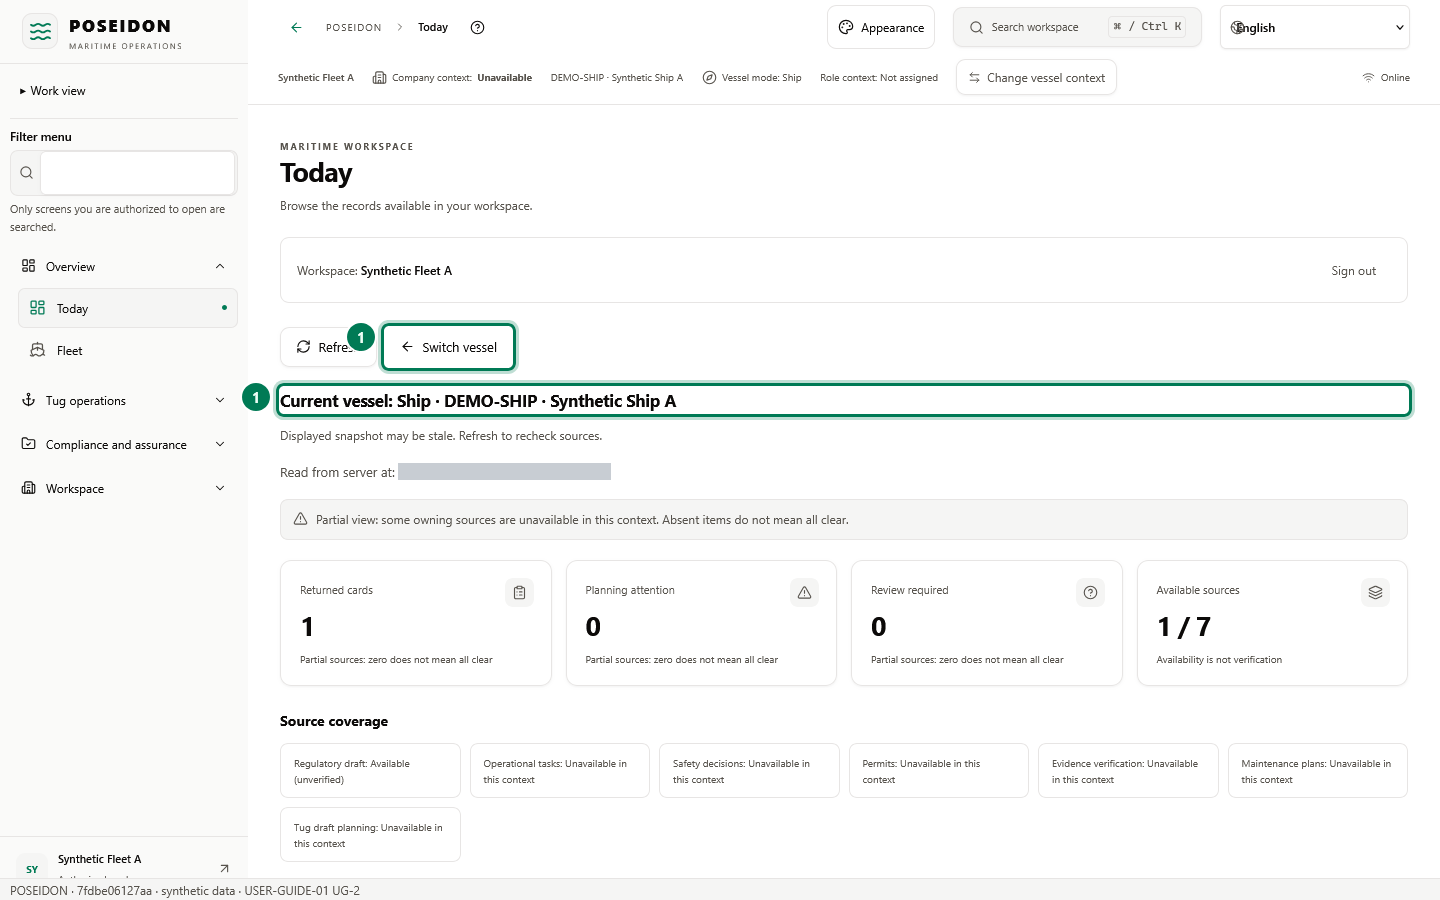 POSEIDON
MARITIME OPERATIONS
Work view
Filter menu
Only screens you are authorized to open are
searched.
Overview
Today
Fleet
Tug operations
Compliance and assurance
Workspace
SY
Synthetic Fleet A
POSEIDON
Today
Appearance
Search workspace
⌘ / Ctrl K
English
Synthetic Fleet A
Company context: Unavailable
DEMO-SHIP · Synthetic Ship A
Vessel mode: Ship
Role context: Not assigned
Change vessel context
Online
MARITIME WORKSPACE
Today
Browse the records available in your workspace.
Workspace: Synthetic Fleet A
Sign out
1
Switch vessel
1
Current vessel: Ship · DEMO-SHIP · Synthetic Ship A
Displayed snapshot may be stale. Refresh to recheck sources.
Read from server at:
Partial view: some owning sources are unavailable in this context. Absent items do not mean all clear.
Returned cards
1
Partial sources: zero does not mean all clear
Planning attention
0
Partial sources: zero does not mean all clear
Review required
0
Partial sources: zero does not mean all clear
Available sources
1 / 7
Availability is not verification
Source coverage
Regulatory draft: Available
(unverified)
Operational tasks: Unavailable in
this context
Safety decisions: Unavailable in
this context
Permits: Unavailable in this
context
Evidence verification: Unavailable
in this context
Maintenance plans: Unavailable in
this context
Tug draft planning: Unavailable in
this context
POSEIDON · 7fdbe06127aa · synthetic data · USER-GUIDE-01 UG-2